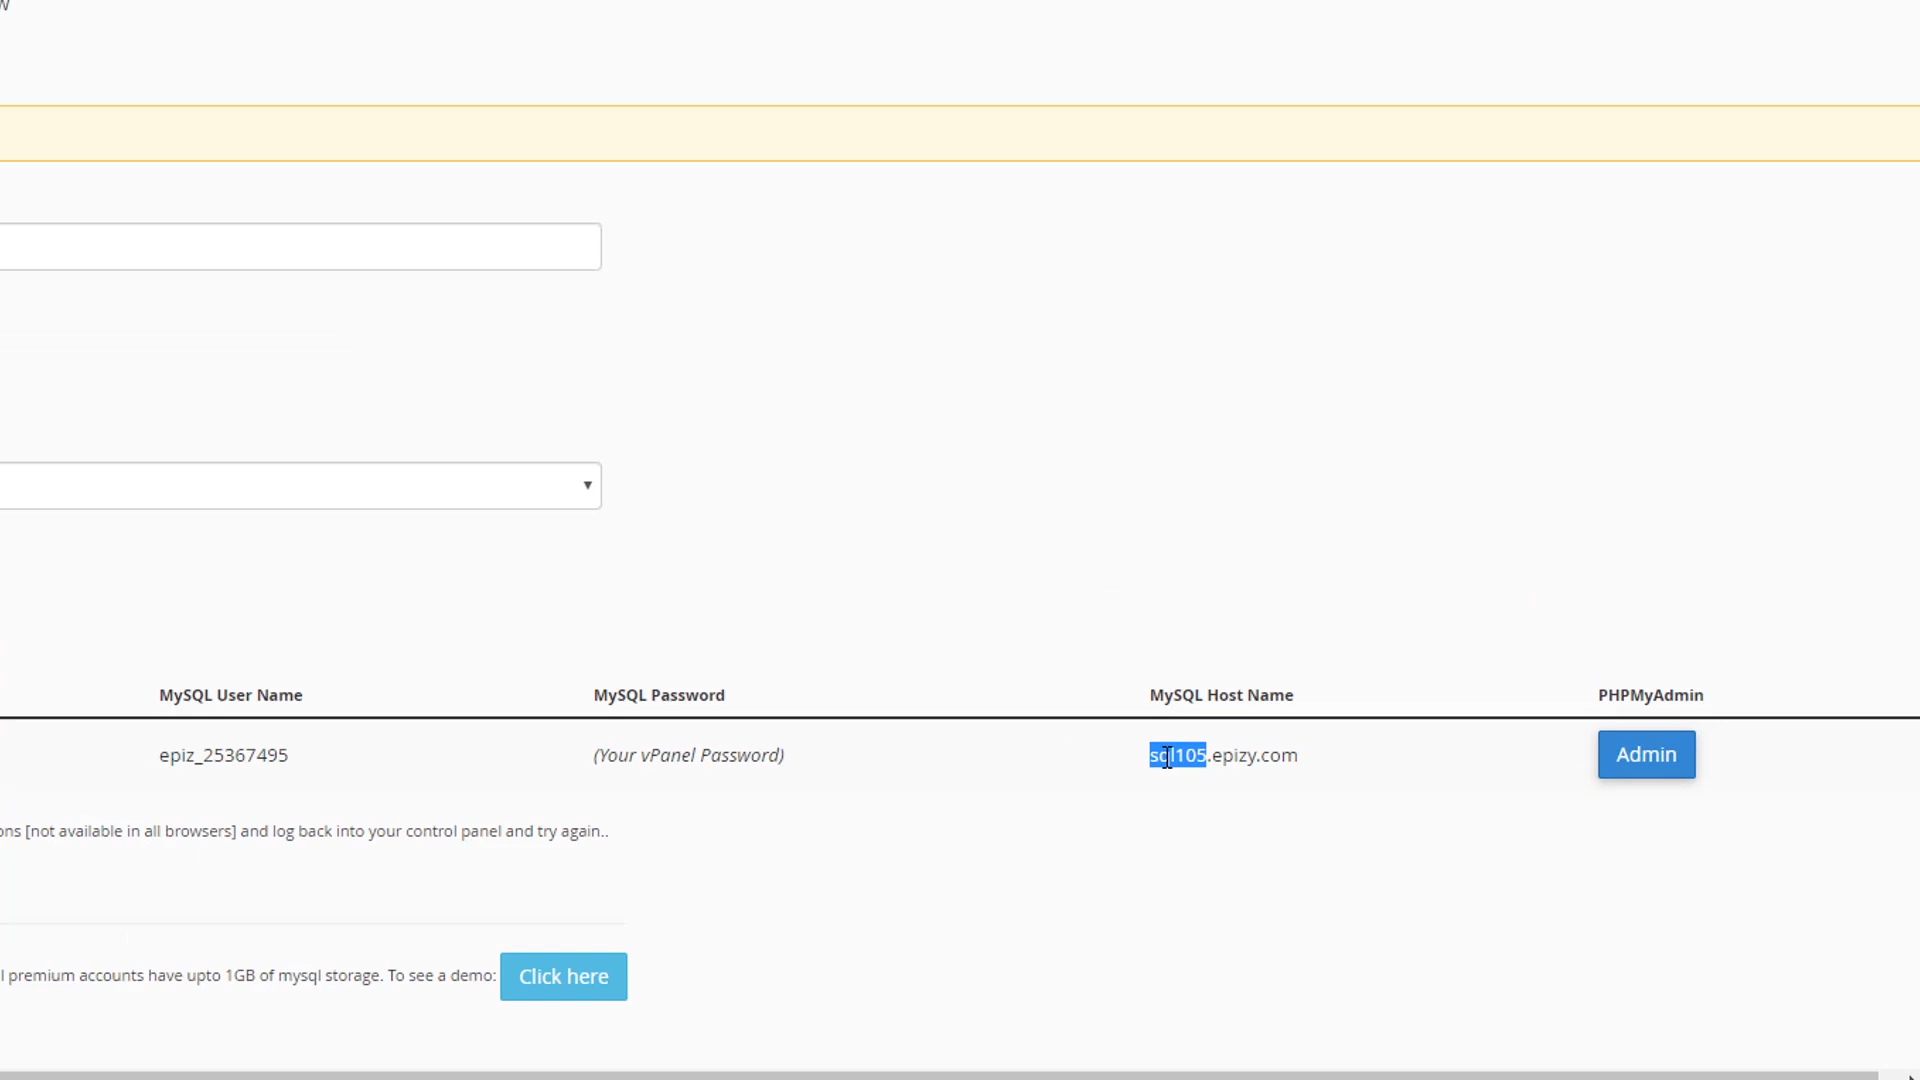 MySQL User Name MySQL Password MySQL Host Name PHPMyAdmin
epiz_25367495 (Your vPanel Password) sql105.epizy.com Admin
[not available in all browsers] and log back into your control panel and try again..
premium accounts have upto 1GB of mysql storage. To see a demo: Click here